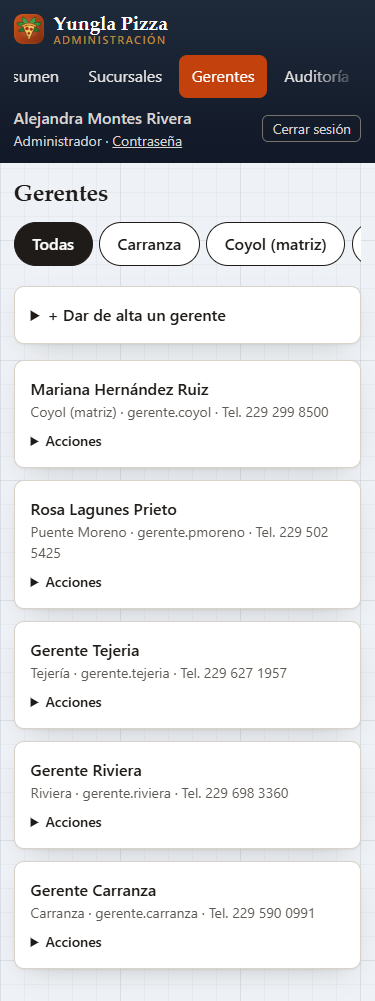 Yungla Pizza
ADMINISTRACIÓN
sumen Sucursales Gerentes Auditoría
Alejandra Montes Rivera
Administrador · Contraseña
Cerrar sesión
Gerentes
Todas Carranza Coyol (matriz)
+ Dar de alta un gerente
Mariana Hernández Ruiz
Coyol (matriz) · gerente.coyol · Tel. 229 299 8500
Acciones
Rosa Lagunes Prieto
Puente Moreno · gerente.pmoreno · Tel. 229 502
5425
Acciones
Gerente Tejeria
Tejería · gerente.tejeria · Tel. 229 627 1957
Acciones
Gerente Riviera
Riviera · gerente.riviera · Tel. 229 698 3360
Acciones
Gerente Carranza
Carranza · gerente.carranza · Tel. 229 590 0991
Acciones